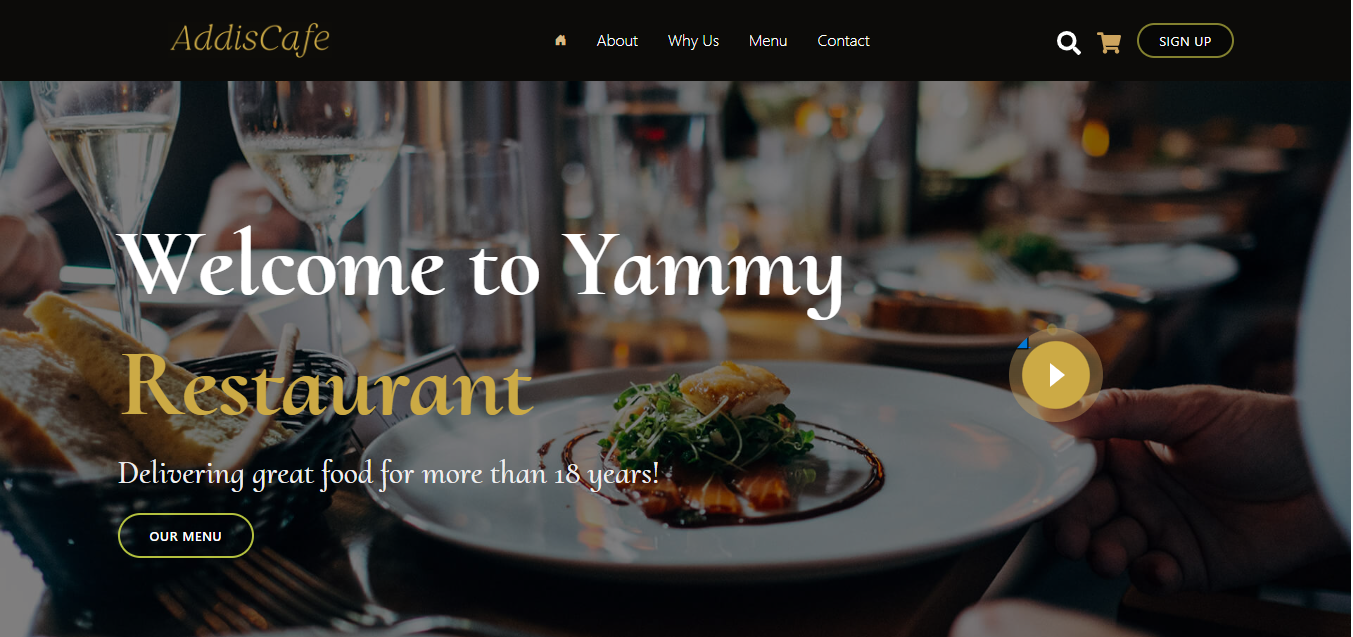 AddisCafe
About Why Us Menu Contact
SIGN UP
Welcome to Yammy
Restaurant
Delivering great food for more than 18 years!
OUR MENU